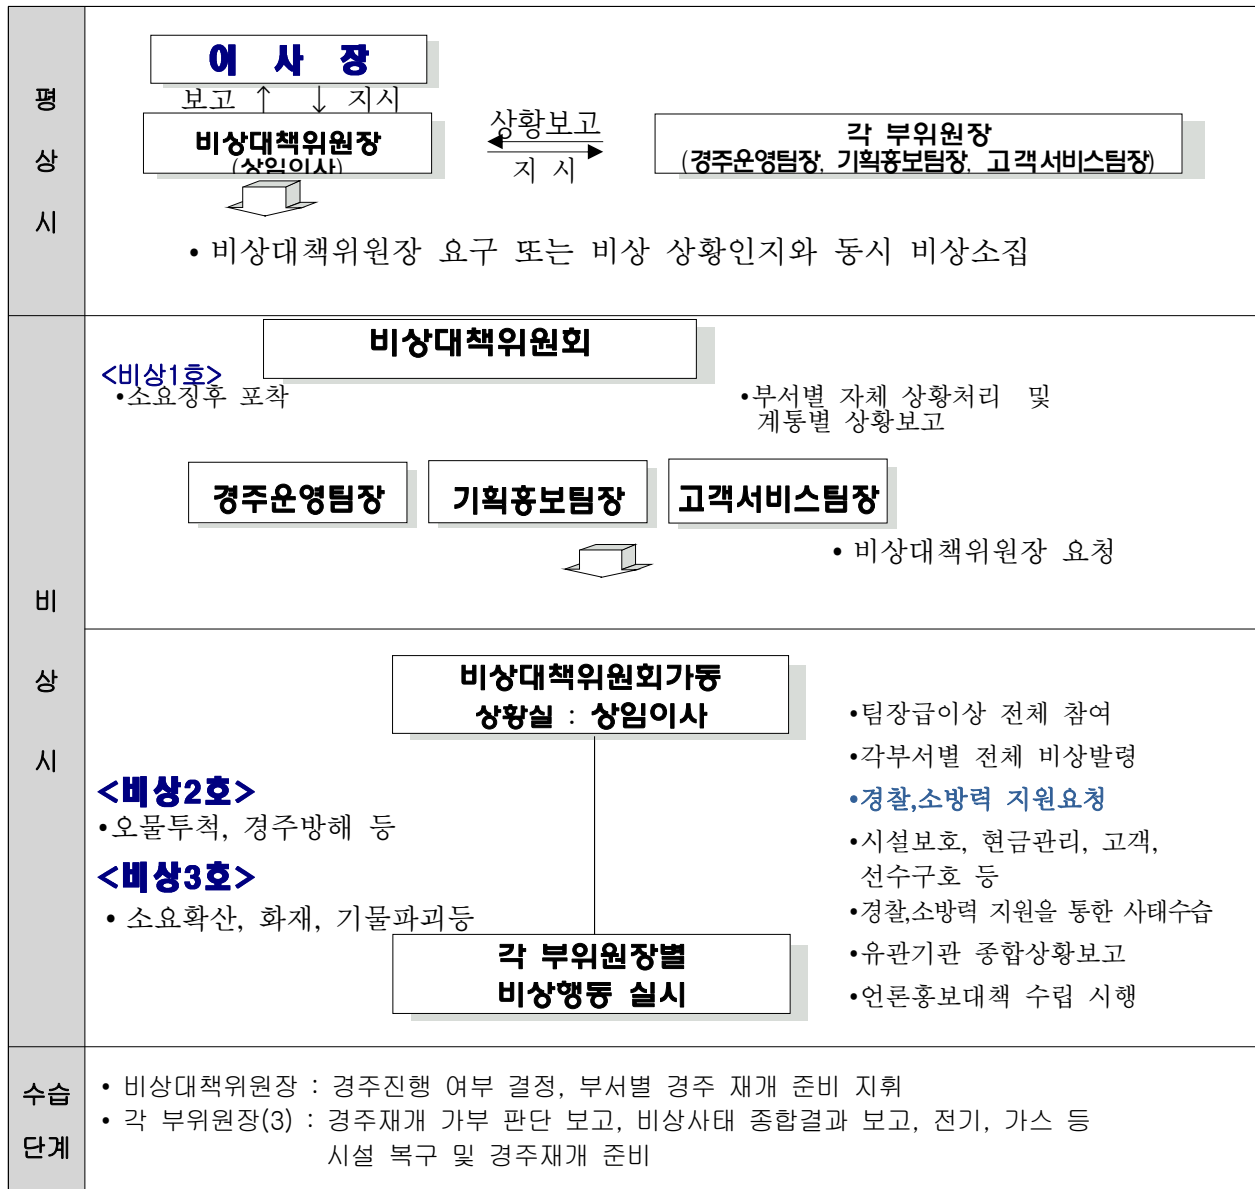 평
상
시
이 사 장
보고 ↑ ↓ 지시
비상대책위원장
(상임이사)
상황보고
지 시
각 부위원장
(경주운영팀장, 기획홍보팀장, 고객서비스팀장)
• 비상대책위원장 요구 또는 비상 상황인지와 동시 비상소집
비
상
시
비상대책위원회
<비상1호>
•소요징후 포착
•부서별 자체 상황처리 및
계통별 상황보고
경주운영팀장
기획홍보팀장
고객서비스팀장
• 비상대책위원장 요청
비상대책위원회가동
상황실 : 상임이사
<비상2호>
•오물투척, 경주방해 등
<비상3호>
• 소요확산, 화재, 기물파괴등
각 부위원장별
비상행동 실시
•팀장급이상 전체 참여
•각부서별 전체 비상발령
•경찰,소방력 지원요청
•시설보호, 현금관리, 고객,
선수구호 등
•경찰,소방력 지원을 통한 사태수습
•유관기관 종합상황보고
•언론홍보대책 수립 시행
수습
단계
• 비상대책위원장 : 경주진행 여부 결정, 부서별 경주 재개 준비 지휘
• 각 부위원장(3) : 경주재개 가부 판단 보고, 비상사태 종합결과 보고, 전기, 가스 등
시설 복구 및 경주재개 준비